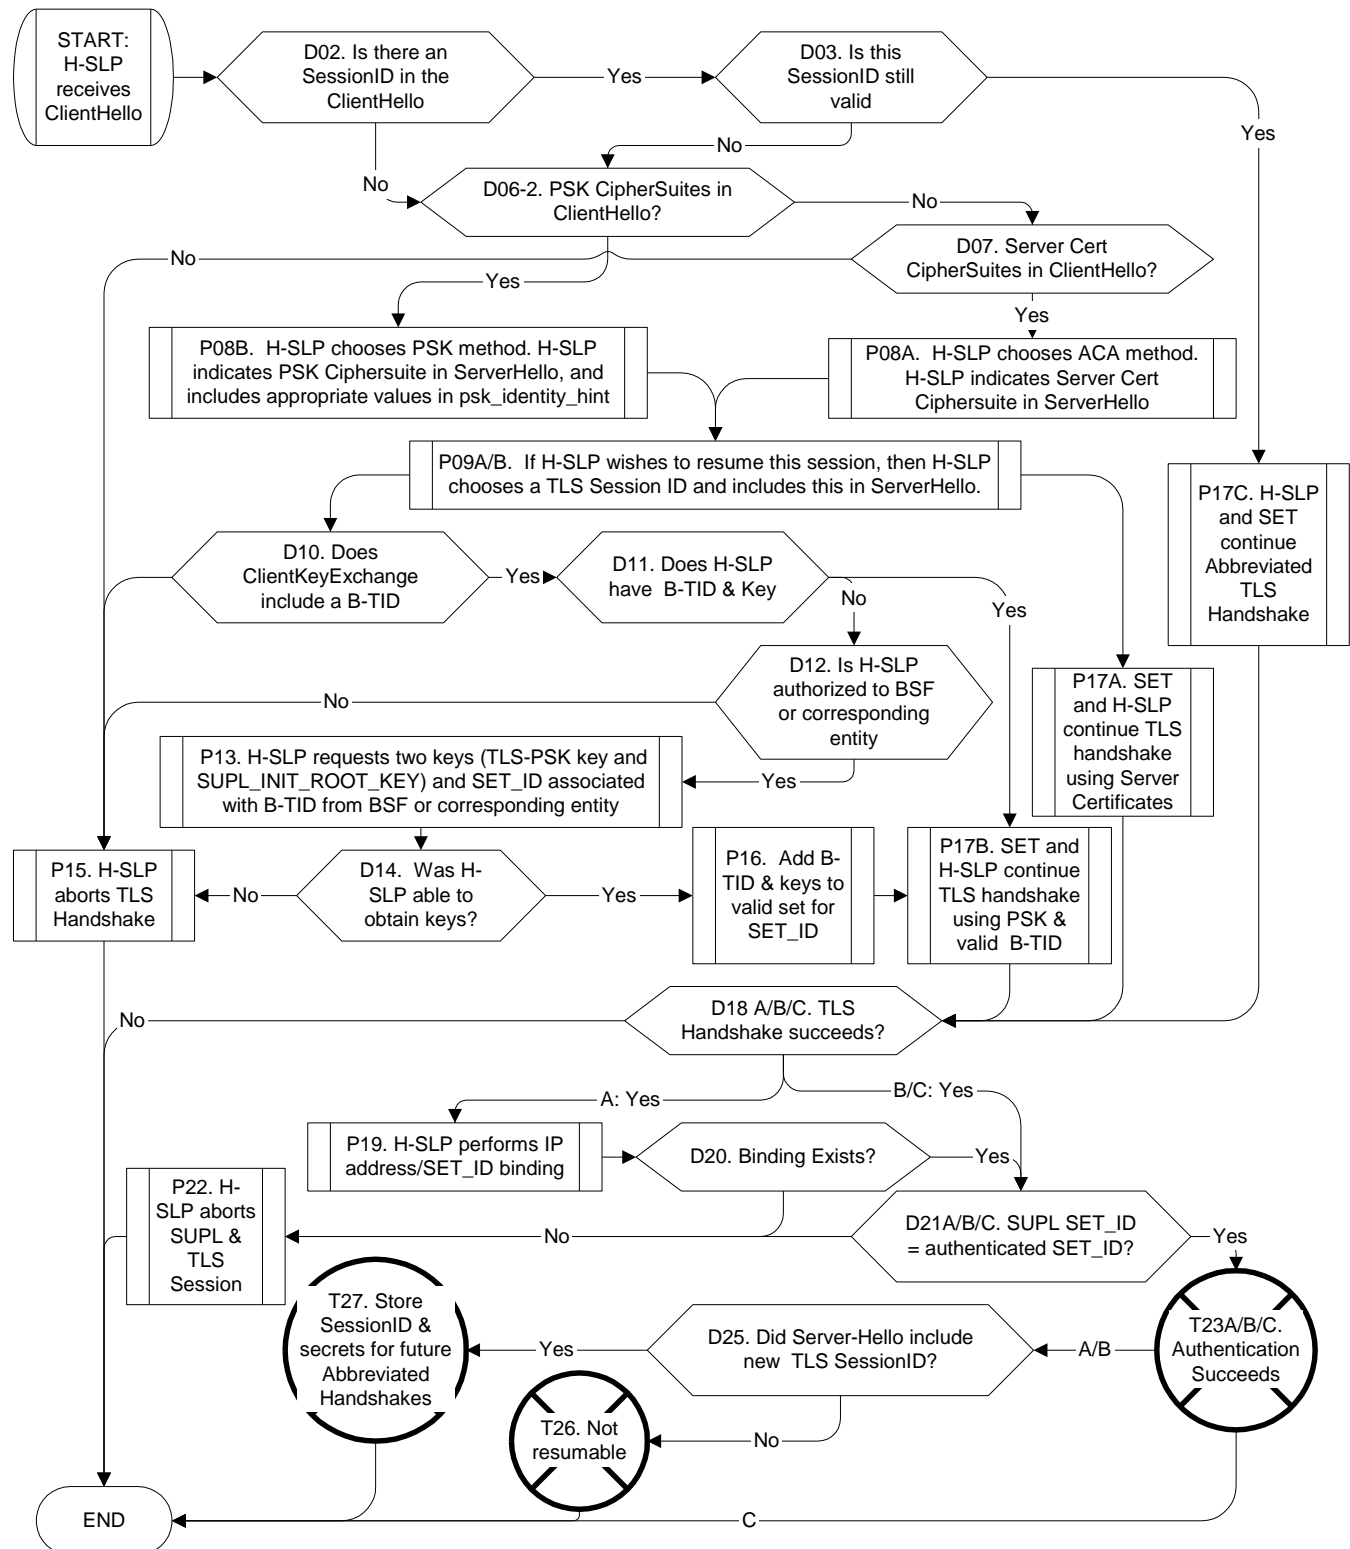 START:
H-SLP
receives
ClientHello
D02. Is there an
SessionID in the
ClientHello
Yes
D03. Is this
SessionID still
valid
Yes
No
No
D06-2. PSK CipherSuites in
ClientHello?
No
D07. Server Cert
CipherSuites in ClientHello?
No
Yes
Yes
P08B. H-SLP chooses PSK method. H-SLP
indicates PSK Ciphersuite in ServerHello, and
includes appropriate values in psk_identity_hint
P08A. H-SLP chooses ACA method.
H-SLP indicates Server Cert
Ciphersuite in ServerHello
P09A/B. If H-SLP wishes to resume this session, then H-SLP
chooses a TLS Session ID and includes this in ServerHello.
P17C. H-SLP
and SET
continue
Abbreviated
TLS
Handshake
D10. Does
ClientKeyExchange
include a B-TID
Yes
D11. Does H-SLP
have B-TID & Key
No
Yes
D12. Is H-SLP
authorized to BSF
or corresponding
entity
No
Yes
P17A. SET
and H-SLP
continue TLS
handshake
using Server
Certificates
P13. H-SLP requests two keys (TLS-PSK key and
SUPL_INIT_ROOT_KEY) and SET_ID associated
with B-TID from BSF or corresponding entity
P15. H-SLP
aborts TLS
Handshake
No
D14. Was H-
SLP able to
obtain keys?
Yes
P16. Add B-
TID & keys to
valid set for
SET_ID
P17B. SET and
H-SLP continue
TLS handshake
using PSK &
valid B-TID
No
D18 A/B/C. TLS
Handshake succeeds?
A: Yes
B/C: Yes
P19. H-SLP performs IP
address/SET_ID binding
D20. Binding Exists?
Yes
P22. H-
SLP aborts
SUPL &
TLS
Session
No
D21A/B/C. SUPL SET_ID
= authenticated SET_ID?
Yes
T27. Store
SessionID &
secrets for future
Abbreviated
Handshakes
Yes
D25. Did Server-Hello include
new TLS SessionID?
A/B
T23A/B/C.
Authentication
Succeeds
T26. Not
resumable
No
END
C